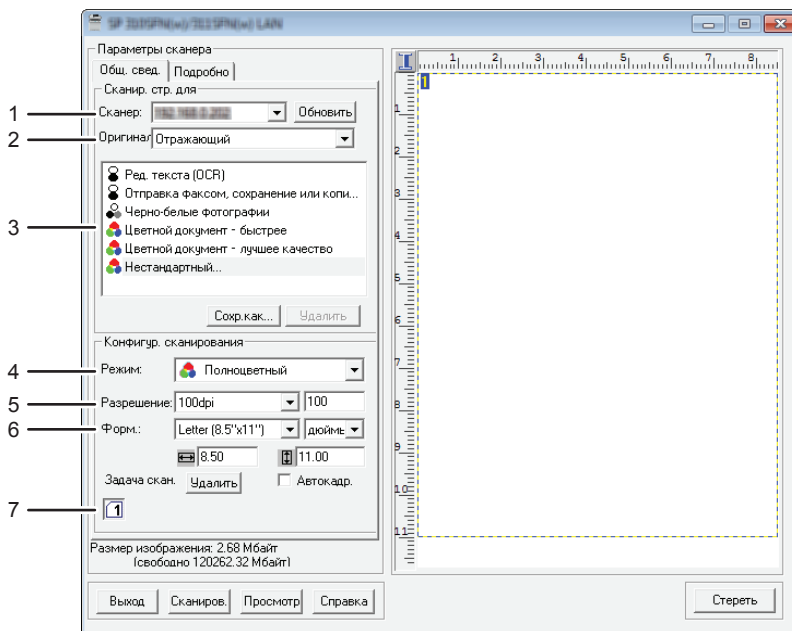 Параметры сканера
Общ. свед. Подробно
Сканир. стр. для
1 Сканер: Обновить
2 Оригинал Отражающий
Ред. текста (OCR)
Отправка факсом, сохранение или копи...
Черно-белые фотографии
3 Цветной документ - быстрее
Цветной документ - лучшее качество
Нестандартный...
Сохр.как... Удалить
Конфигур. сканирования
4 Режим: Полноцветный
5 Разрешение: 100dpi 100
6 Форм.: Letter (8.5"x11") дюймы
8.50 11.00
Задача скан. Удалить Автокадр.
7 1
Размер изображения: 2.68 Мбайт
(свободно 120262.32 Мбайт)
Выход Сканиров. Просмотр Справка
1 2 3 4 5 6 7 8
1
1
2
3
4
5
6
7
8
9
10
11
Стереть